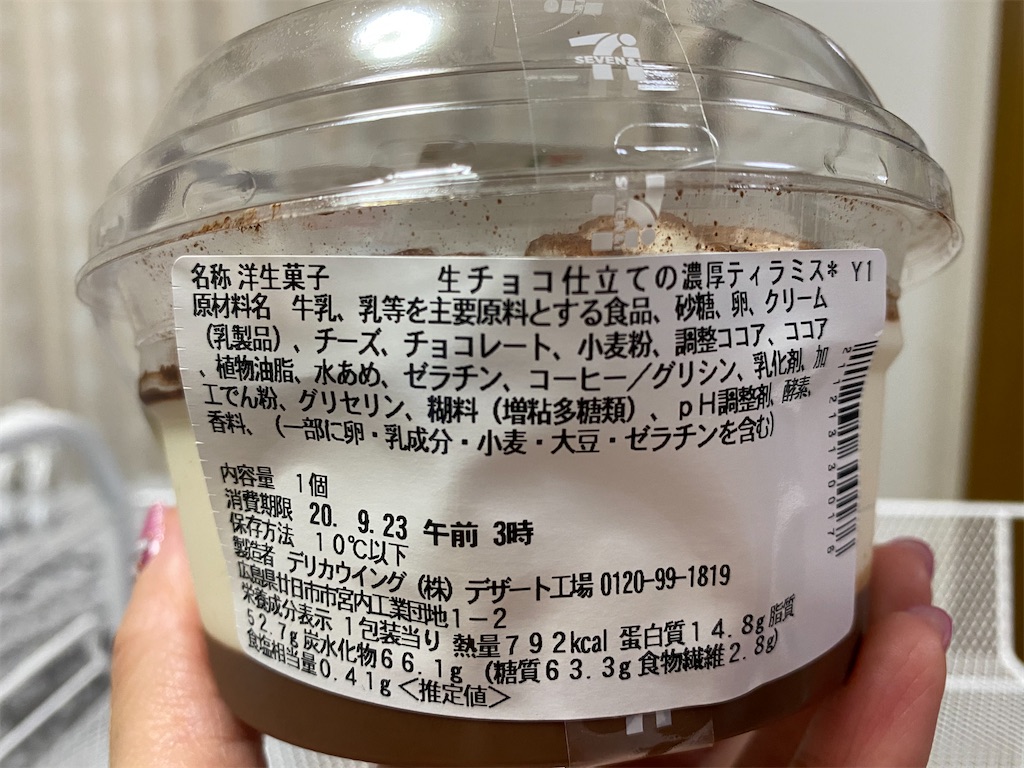 SEVEN&i
名称 洋生菓子 生チョコ仕立ての濃厚ティラミス* Y1
原材料名 牛乳、乳等を主要原料とする食品、砂糖、卵、クリーム
(乳製品)、チーズ、チョコレート、小麦粉、調整ココア、ココア
、植物油脂、水あめ、ゼラチン、コーヒー/グリシン、乳化剤、加
工でん粉、グリセリン、糊料(増粘多糖類)、pH調整剤、酵素、
香料、(一部に卵・乳成分・小麦・大豆・ゼラチンを含む)
内容量 1個
消費期限 20. 9.23 午前 3時
保存方法 10℃以下
製造者 デリカウイング(株) デザート工場 0120-99-1819
広島県廿日市市宮内工業団地1-2
栄養成分表示 1包装当り 熱量792kcal 蛋白質14.8g 脂質
52.7g 炭水化物66.1g (糖質63.3g 食物繊維2.8g)
食塩相当量0.41g<推定値>